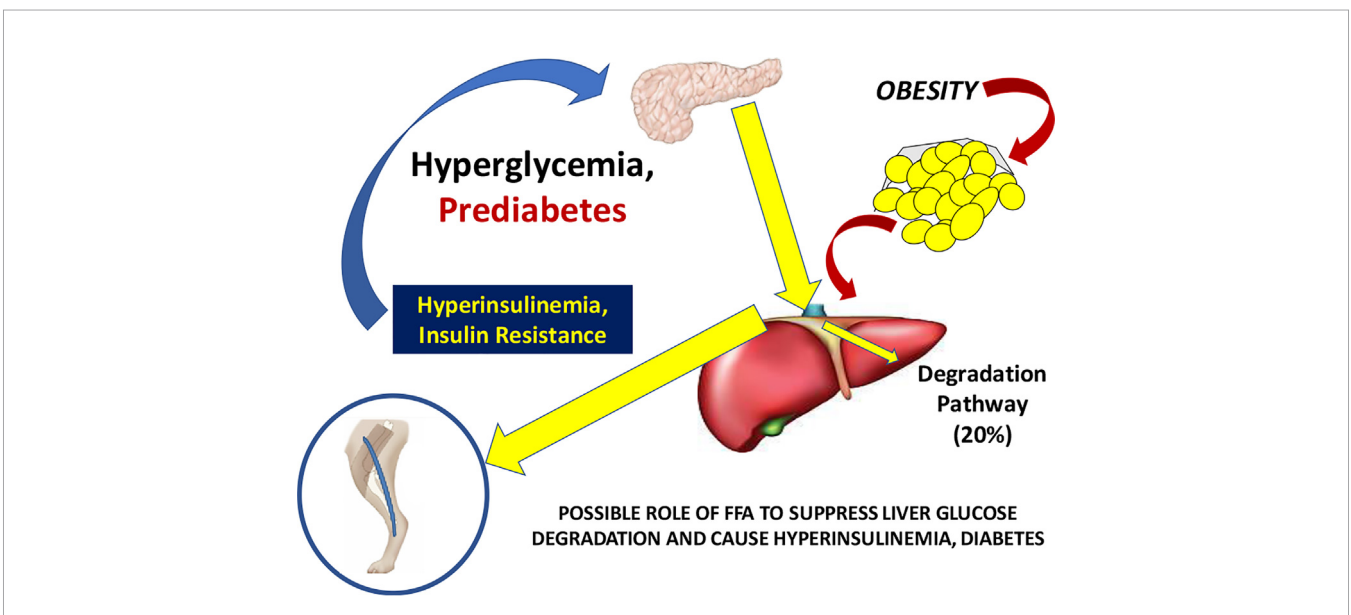 OBESITY
Hyperglycemia,
Prediabetes
Hyperinsulinemia,
Insulin Resistance
Degradation
Pathway
(20%)
POSSIBLE ROLE OF FFA TO SUPPRESS LIVER GLUCOSE
DEGRADATION AND CAUSE HYPERINSULINEMIA, DIABETES